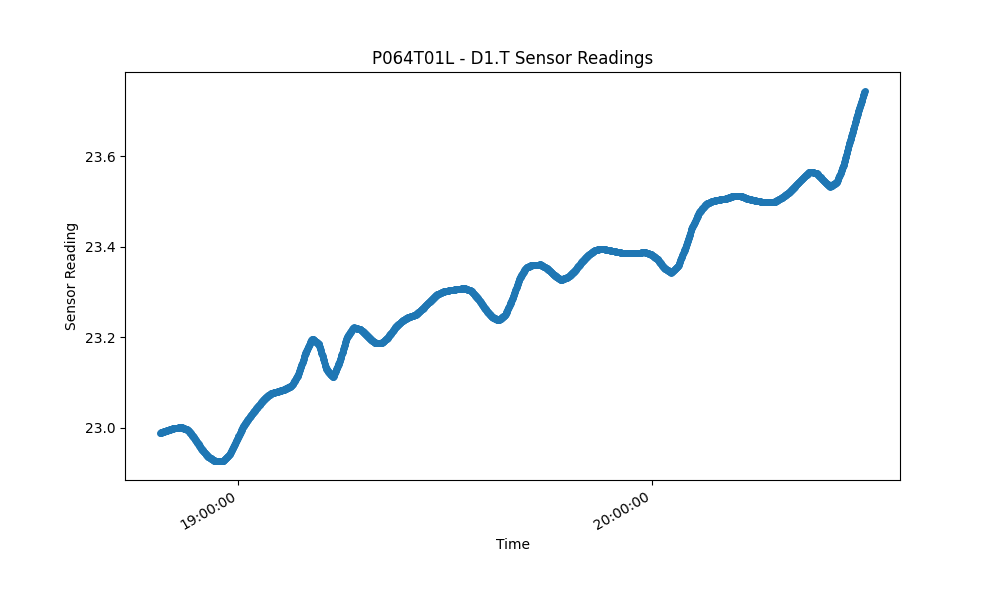 P064T01L - D1.T Sensor Readings
Sensor Reading
23.6
23.4
23.2
23.0
19:00:00
20:00:00
Time